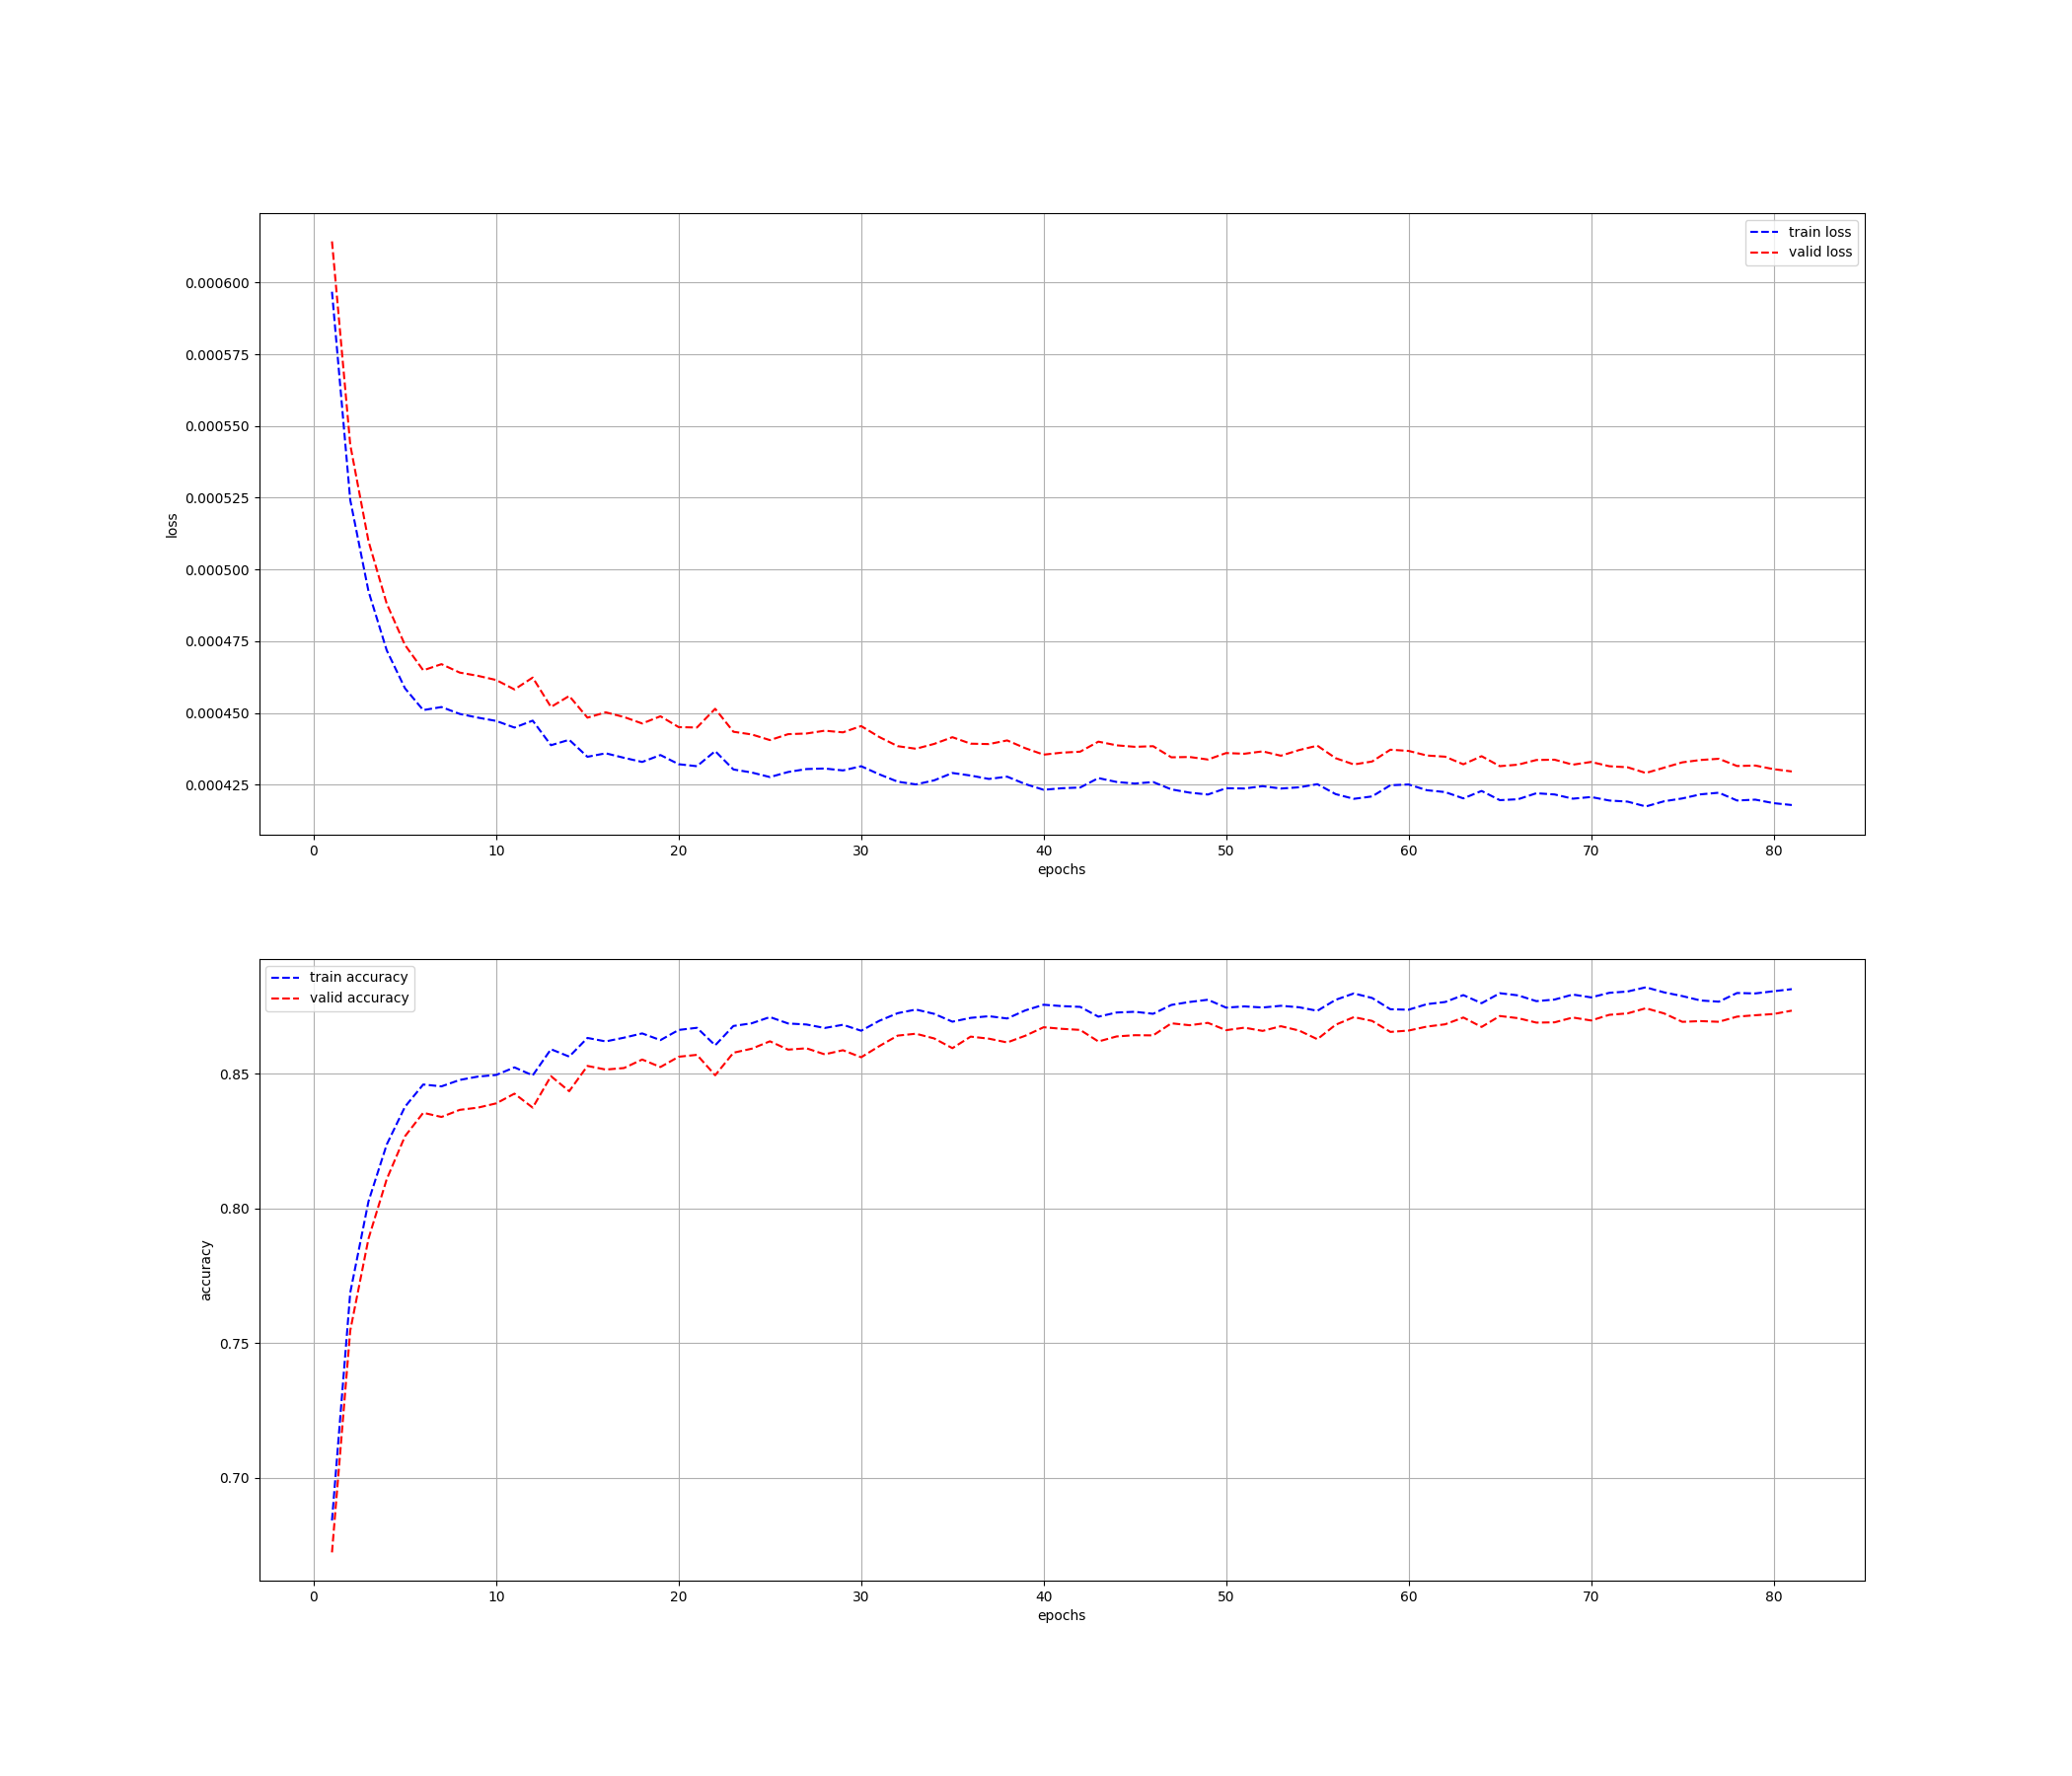 train loss
valid loss
0.000600
0.000575
0.000550
0.000525
0.000500
0.000475
0.000450
0.000425
loss
0 10 20 30 40 50 60 70 80
epochs
train accuracy
valid accuracy
0.85
0.80
0.75
0.70
accuracy
0 10 20 30 40 50 60 70 80
epochs